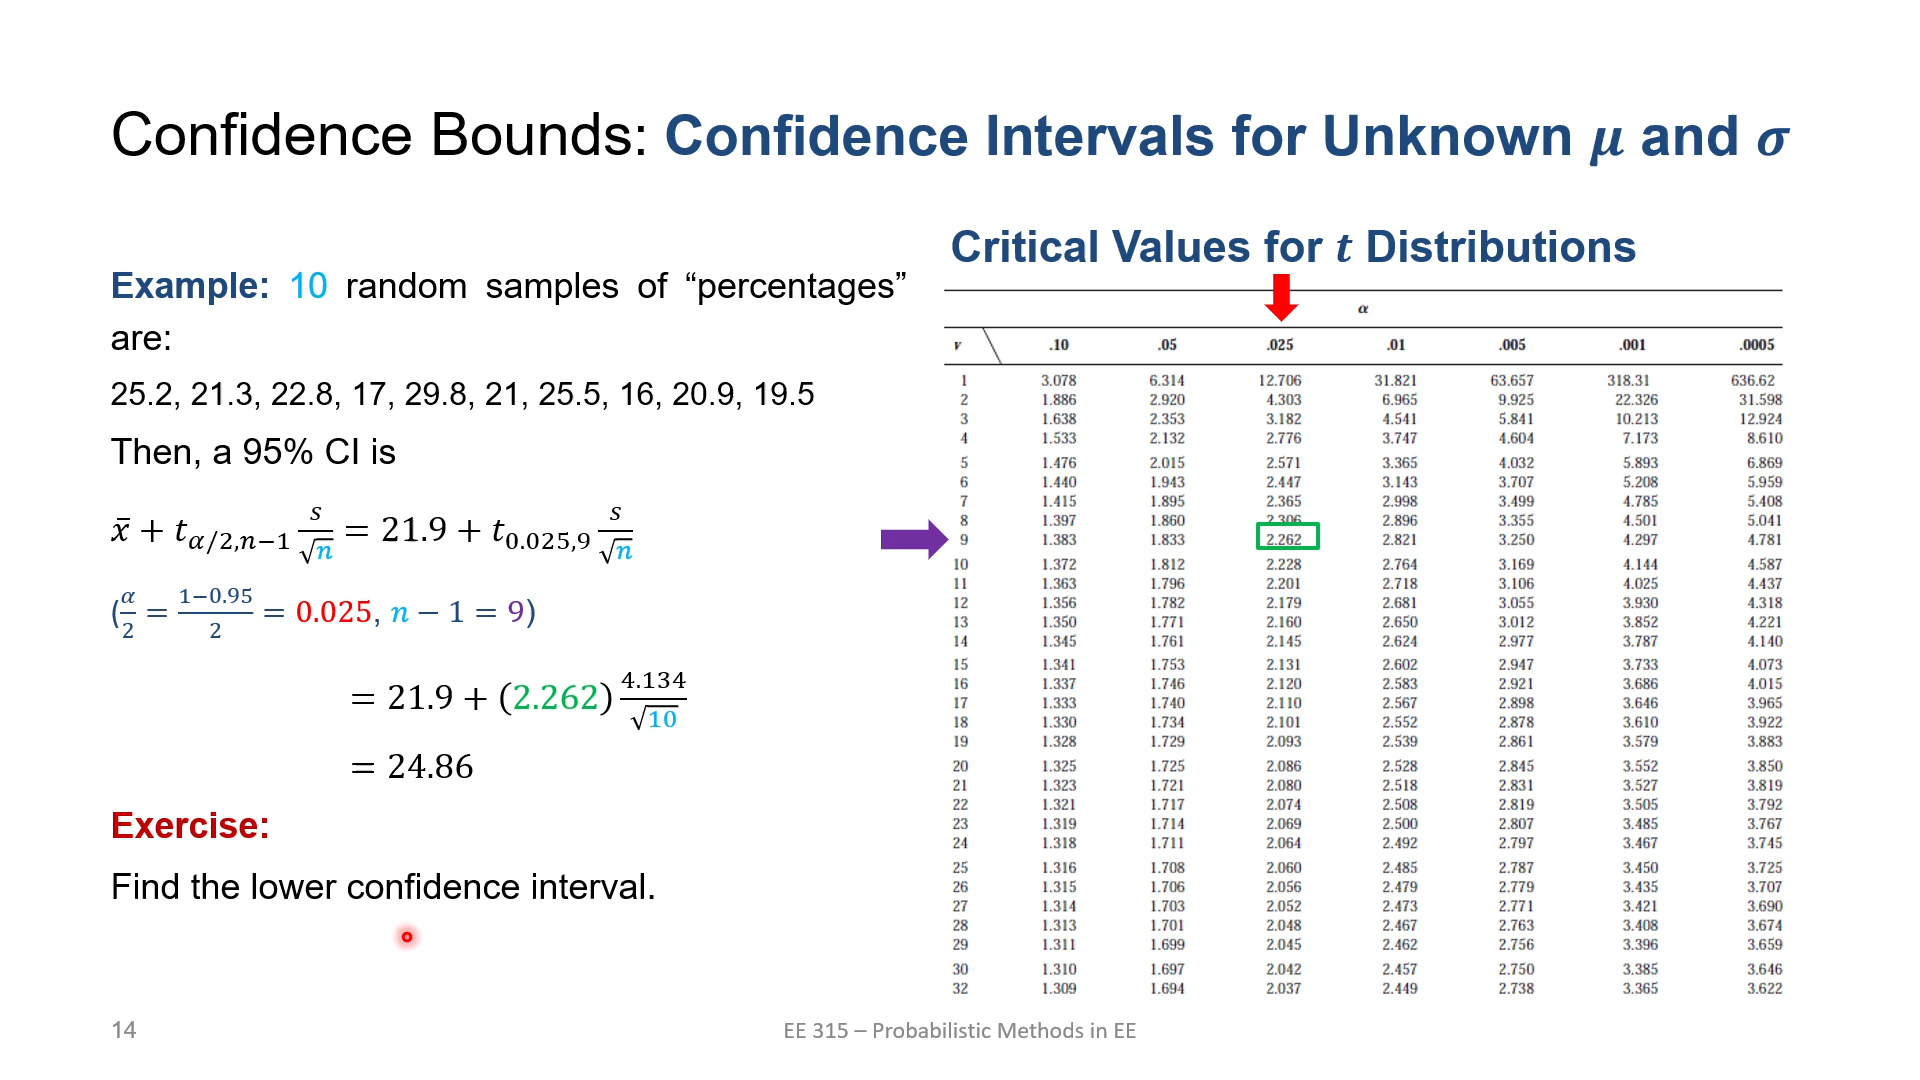 Confidence Bounds: Confidence Intervals for Unknown 𝝁 and 𝝈
Example: 10 random samples of “percentages”
are:
25.2, 21.3, 22.8, 17, 29.8, 21, 25.5, 16, 20.9, 19.5
Then, a 95% CI is
x̄ + t_{α/2,n−1} s/√n = 21.9 + t_{0.025,9} s/√n
(α/2 = (1−0.95)/2 = 0.025, n − 1 = 9)
= 21.9 + (2.262) 4.134/√10
= 24.86
Exercise:
Find the lower confidence interval.
Critical Values for t Distributions
α
ν .10 .05 .025 .01 .005 .001 .0005
1 3.078 6.314 12.706 31.821 63.657 318.31 636.62
2 1.886 2.920 4.303 6.965 9.925 22.326 31.598
3 1.638 2.353 3.182 4.541 5.841 10.213 12.924
4 1.533 2.132 2.776 3.747 4.604 7.173 8.610
5 1.476 2.015 2.571 3.365 4.032 5.893 6.869
6 1.440 1.943 2.447 3.143 3.707 5.208 5.959
7 1.415 1.895 2.365 2.998 3.499 4.785 5.408
8 1.397 1.860 2.306 2.896 3.355 4.501 5.041
9 1.383 1.833 2.262 2.821 3.250 4.297 4.781
10 1.372 1.812 2.228 2.764 3.169 4.144 4.587
11 1.363 1.796 2.201 2.718 3.106 4.025 4.437
12 1.356 1.782 2.179 2.681 3.055 3.930 4.318
13 1.350 1.771 2.160 2.650 3.012 3.852 4.221
14 1.345 1.761 2.145 2.624 2.977 3.787 4.140
15 1.341 1.753 2.131 2.602 2.947 3.733 4.073
16 1.337 1.746 2.120 2.583 2.921 3.686 4.015
17 1.333 1.740 2.110 2.567 2.898 3.646 3.965
18 1.330 1.734 2.101 2.552 2.878 3.610 3.922
19 1.328 1.729 2.093 2.539 2.861 3.579 3.883
20 1.325 1.725 2.086 2.528 2.845 3.552 3.850
21 1.323 1.721 2.080 2.518 2.831 3.527 3.819
22 1.321 1.717 2.074 2.508 2.819 3.505 3.792
23 1.319 1.714 2.069 2.500 2.807 3.485 3.767
24 1.318 1.711 2.064 2.492 2.797 3.467 3.745
25 1.316 1.708 2.060 2.485 2.787 3.450 3.725
26 1.315 1.706 2.056 2.479 2.779 3.435 3.707
27 1.314 1.703 2.052 2.473 2.771 3.421 3.690
28 1.313 1.701 2.048 2.467 2.763 3.408 3.674
29 1.311 1.699 2.045 2.462 2.756 3.396 3.659
30 1.310 1.697 2.042 2.457 2.750 3.385 3.646
32 1.309 1.694 2.037 2.449 2.738 3.365 3.622
14
EE 315 – Probabilistic Methods in EE